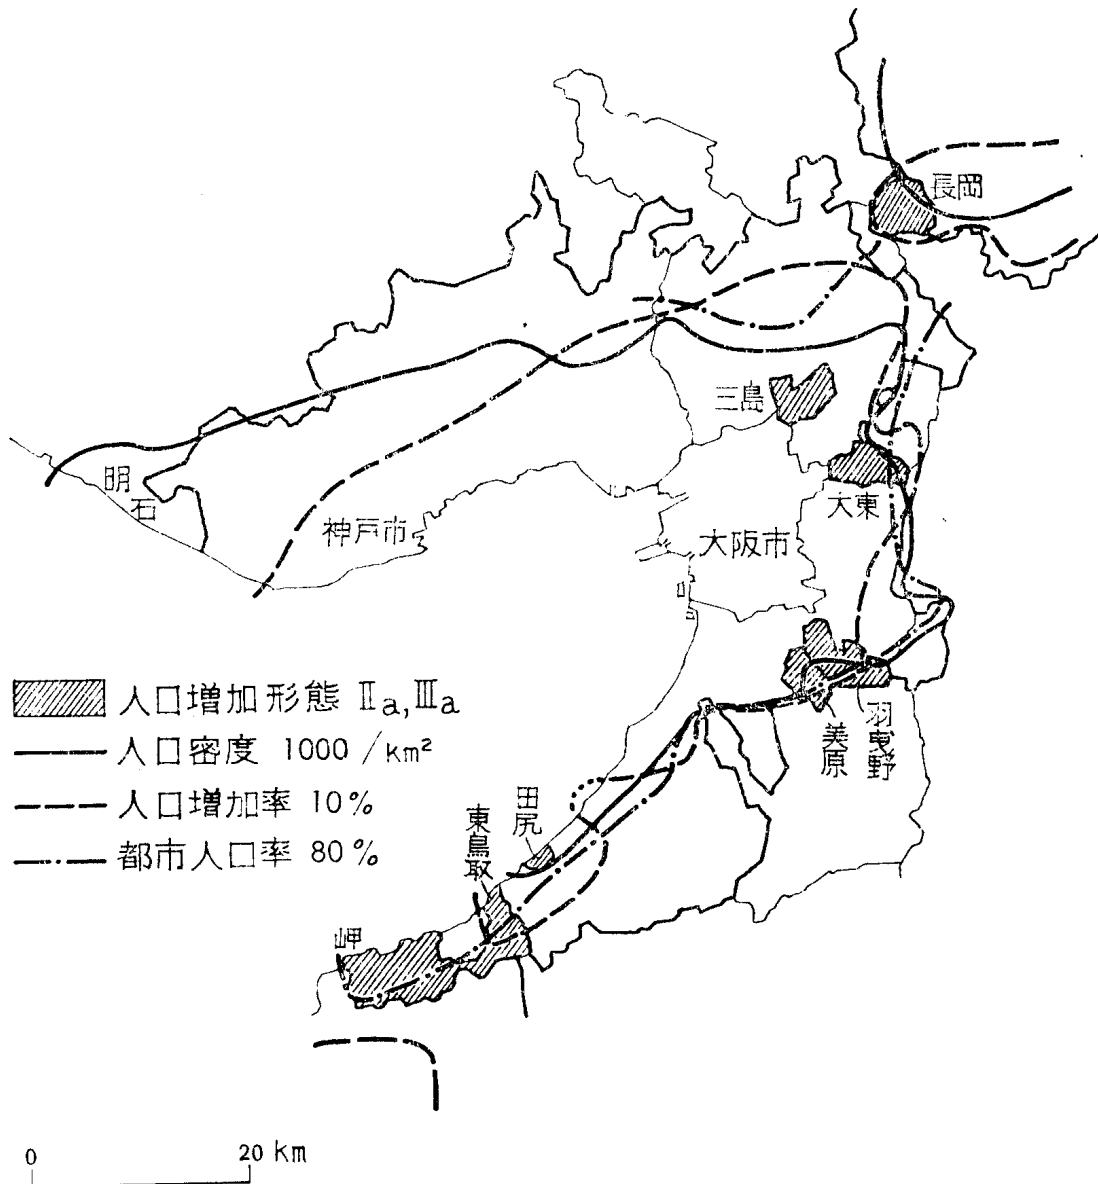 長岡
三島
大東
明石
神戸市
大阪市
羽曳野
美原
人口増加形態 Ⅱa,Ⅲa
人口密度 1000 /km²
人口増加率 10%
都市人口率 80%
田尻
東鳥取
岬
0 20 km